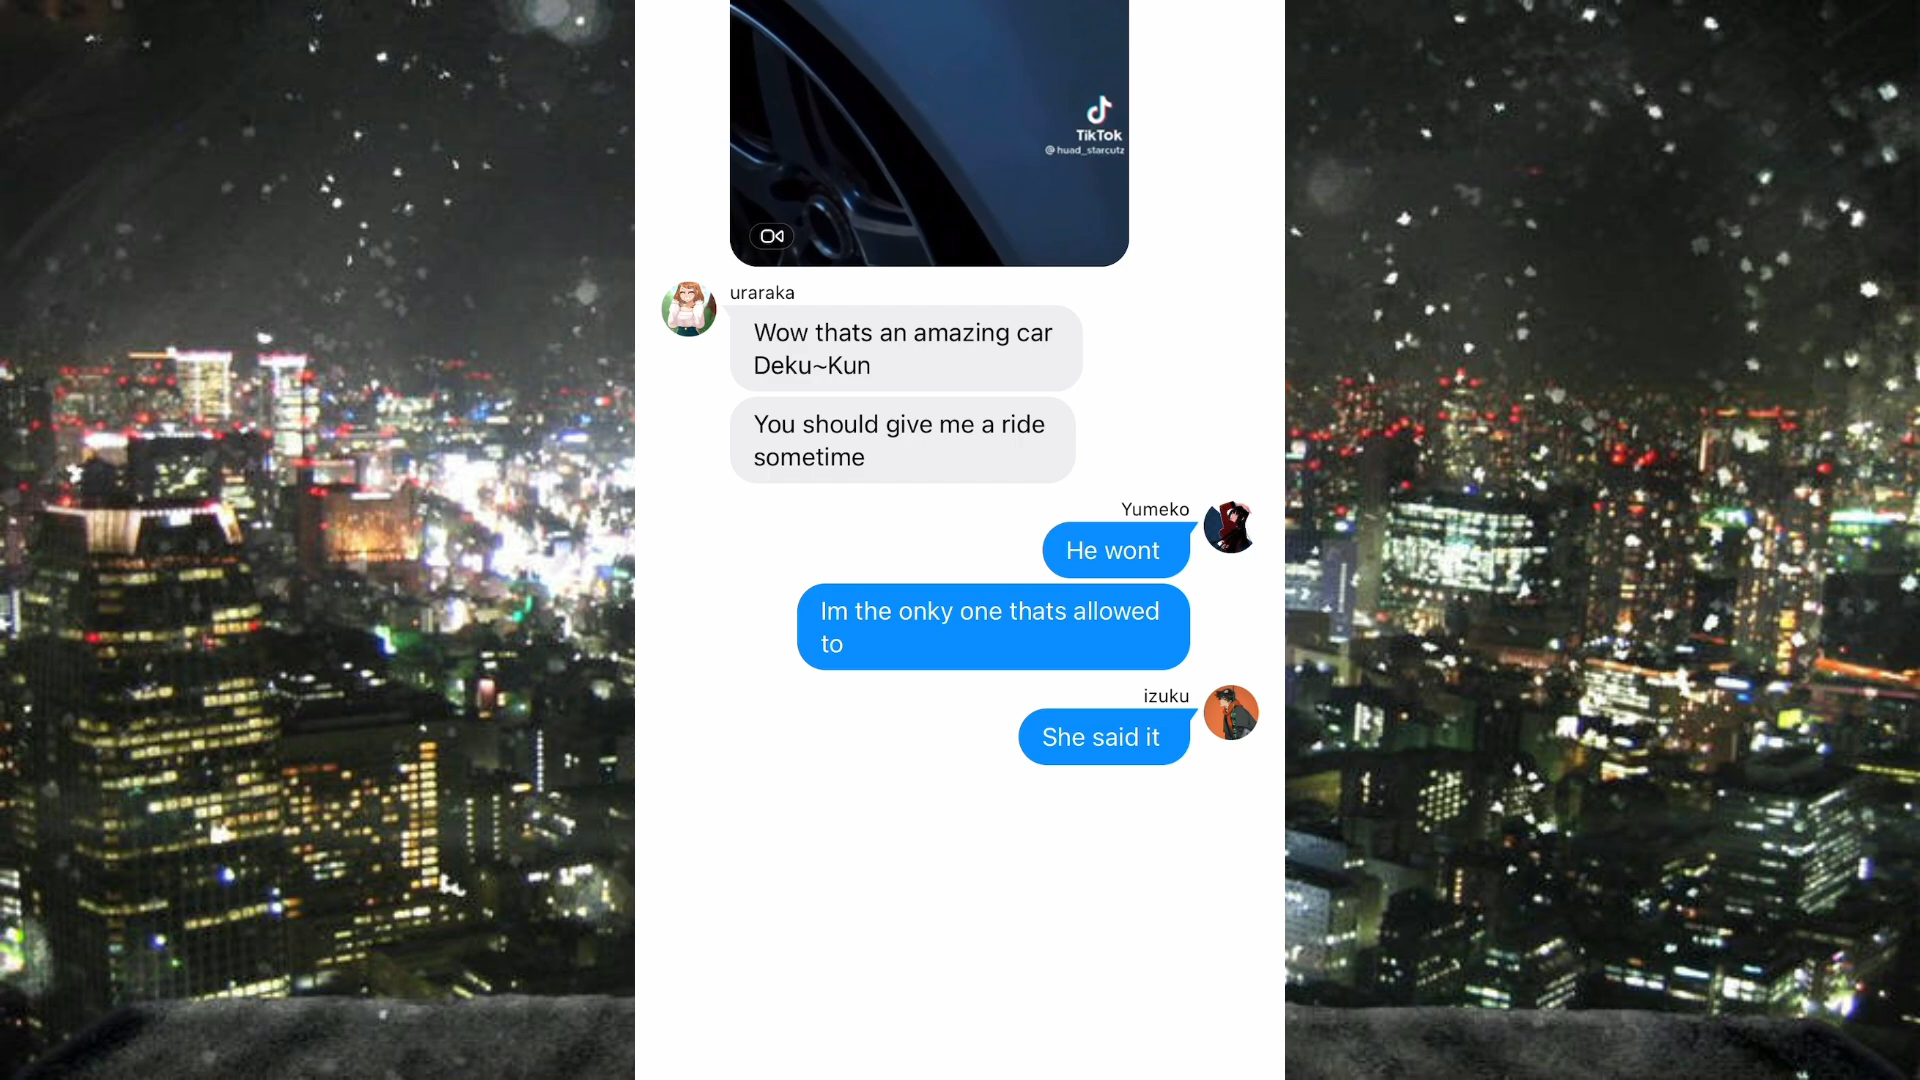 TikTok
@huad_starcutz
uraraka
Wow thats an amazing car
Deku~Kun
You should give me a ride
sometime
Yumeko
He wont
Im the onky one thats allowed
to
izuku
She said it